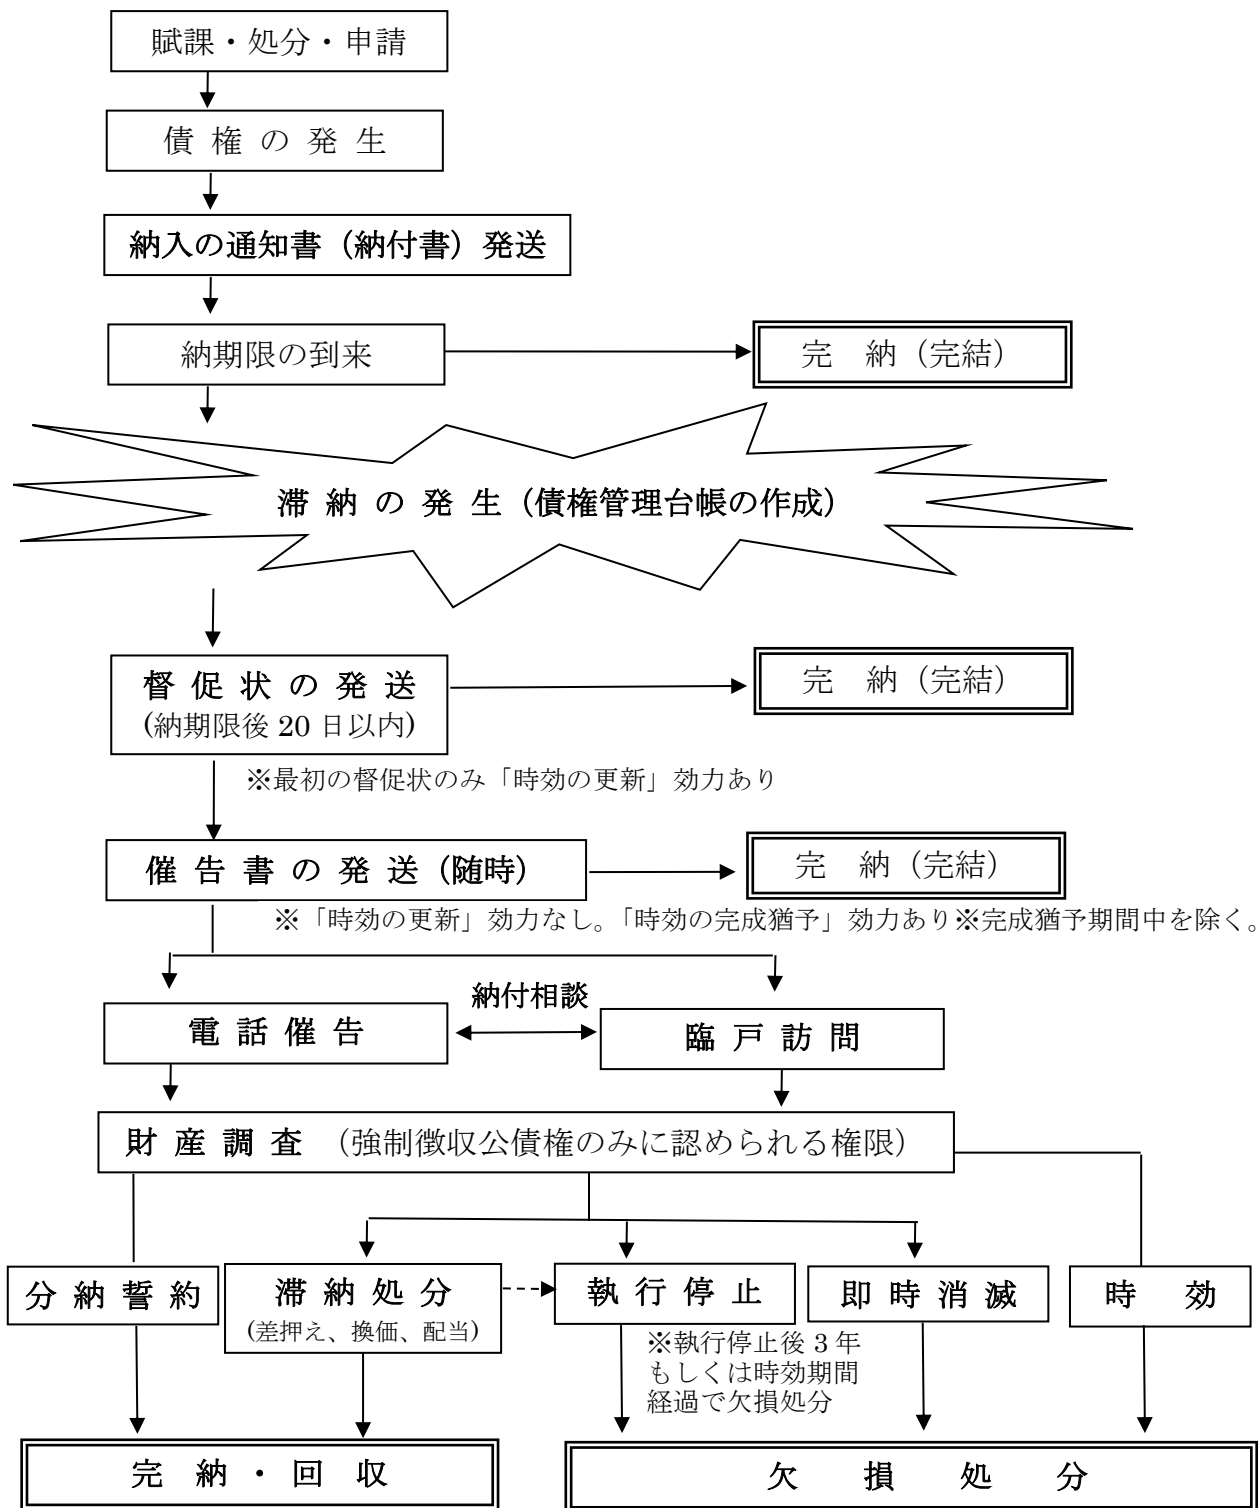 賦課・処分・申請
債 権 の 発 生
納入の通知書（納付書）発送
納期限の到来
完　納（完結）
滞 納 の 発 生（債権管理台帳の作成）
督 促 状 の 発 送
(納期限後 20 日以内)
完　納（完結）
※最初の督促状のみ「時効の更新」効力あり
催 告 書 の 発 送（随時）
完　納（完結）
※「時効の更新」効力なし。「時効の完成猶予」効力あり※完成猶予期間中を除く。
納付相談
電 話 催 告
臨 戸 訪 問
財 産 調 査 （強制徴収公債権のみに認められる権限）
分 納 誓 約
滞 納 処 分
(差押え、換価、配当)
執 行 停 止
即 時 消 滅
時　効
※執行停止後 3 年
もしくは時効期間
経過で欠損処分
完　納 ・ 回　収
欠　損　処　分